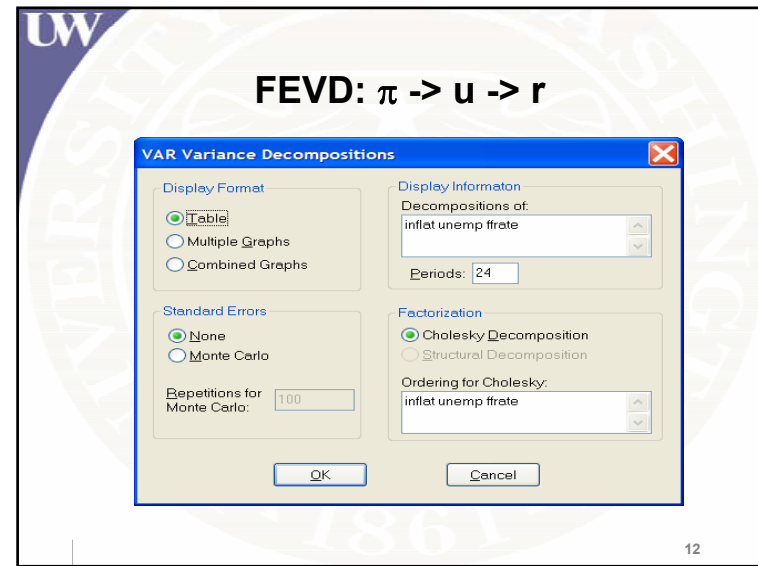 UW
FEVD: π -> u -> r
VAR Variance Decompositions
Display Format
Table
Multiple Graphs
Combined Graphs
Display Informaton
Decompositions of:
inflat unemp ffrate
Periods: 24
Standard Errors
None
Monte Carlo
Repetitions for
Monte Carlo:
100
Factorization
Cholesky Decomposition
Structural Decomposition
Ordering for Cholesky:
inflat unemp ffrate
OK
Cancel
1861
12